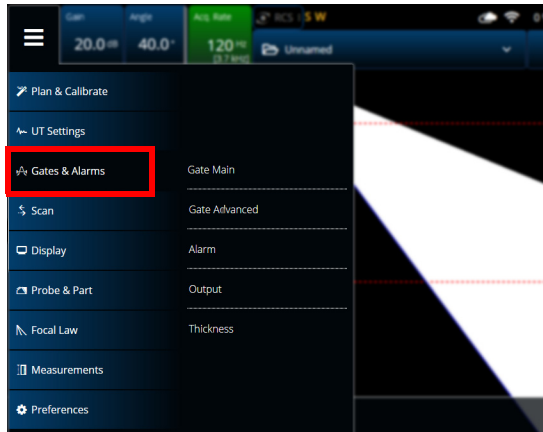 Gain
20.0 dB
Angle
40.0°
Acq. Rate
120 Hz
(3.7 kHz)
RCS I S W
Unnamed
Plan & Calibrate
UT Settings
Gates & Alarms
Gate Main
Scan
Gate Advanced
Display
Alarm
Probe & Part
Output
Focal Law
Thickness
Measurements
Preferences